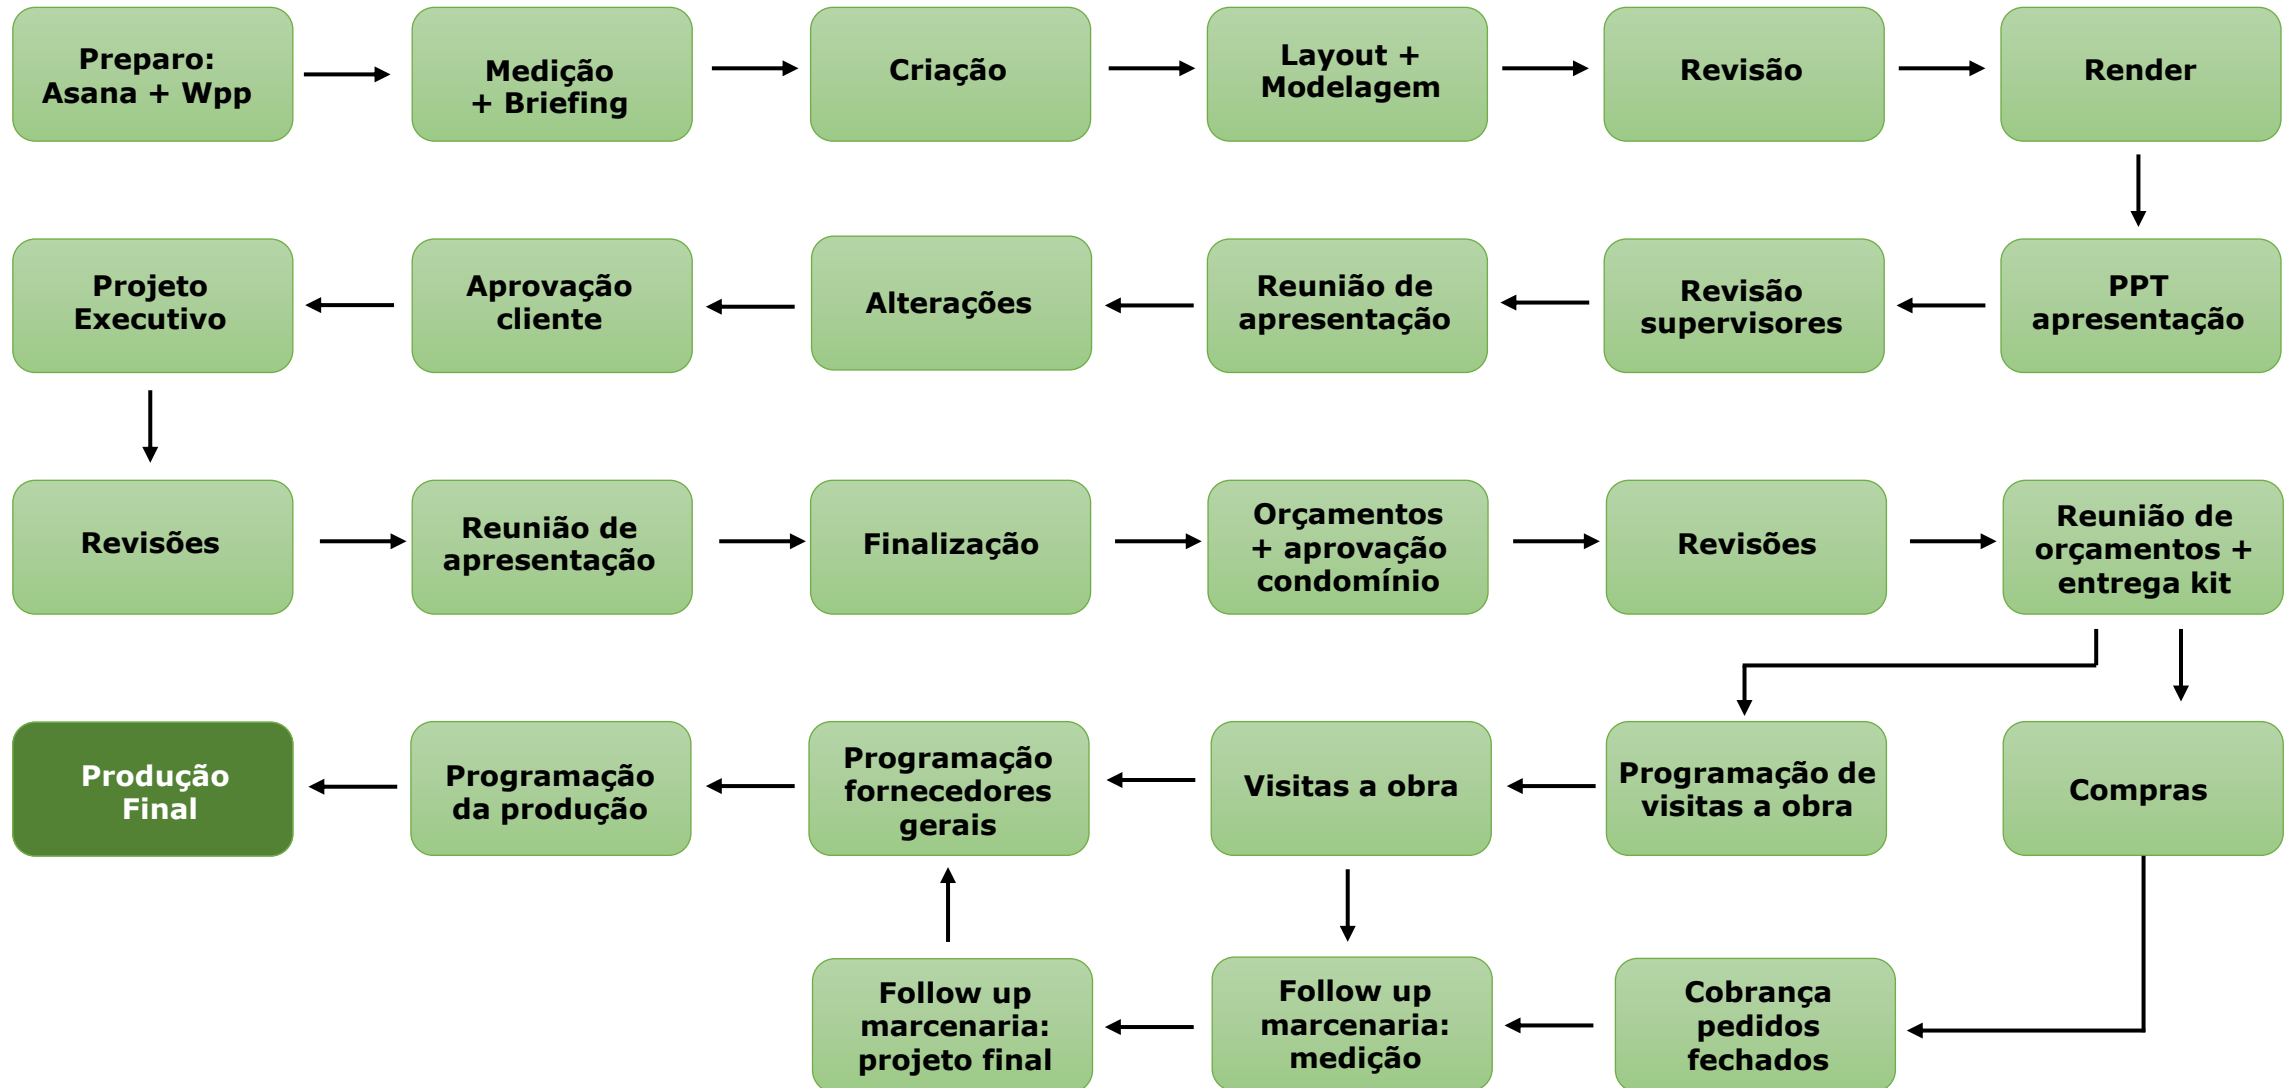 Preparo:
Asana + Wpp
Medição
+ Briefing
Criação
Layout +
Modelagem
Revisão
Render
Projeto
Executivo
Aprovação
cliente
Alterações
Reunião de
apresentação
Revisão
supervisores
PPT
apresentação
Revisões
Reunião de
apresentação
Finalização
Orçamentos
+ aprovação
condomínio
Revisões
Reunião de
orçamentos +
entrega kit
Produção
Final
Programação
da produção
Programação
fornecedores
gerais
Visitas a obra
Programação de
visitas a obra
Compras
Follow up
marcenaria:
projeto final
Follow up
marcenaria:
medição
Cobrança
pedidos
fechados